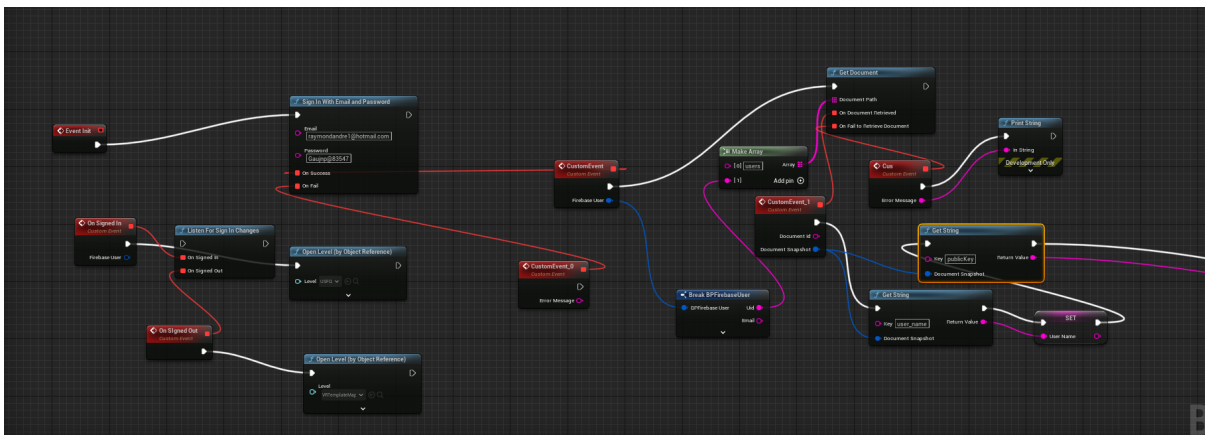 Event Init
Sign In With Email and Password
Email
raymondandre1@hotmail.com
Password
Gaujnp@83547
On Success
On Fail
On Signed In
Custom Event
Firebase User
Listen For Sign In Changes
On Signed In
On Signed Out
Open Level (by Object Reference)
Level
On Signed Out
Custom Event
Open Level (by Object Reference)
Level
VRTemplateMap
CustomEvent
Custom Event
Firebase User
CustomEvent_0
Custom Event
Error Message
Get Document
Document Path
On Document Retrieved
On Fail to Retrieve Document
Make Array
[0] users
Array
[1]
Add pin
Break BPFirebaseUser
BPFirebase User
Uid
Email
CustomEvent_1
Custom Event
Document Id
Document Snapshot
Cus
Custom Event
Error Message
Print String
In String
Development Only
Get String
Key publicKey
Return Value
Document Snapshot
Get String
Key user_name
Return Value
Document Snapshot
SET
User Name
B